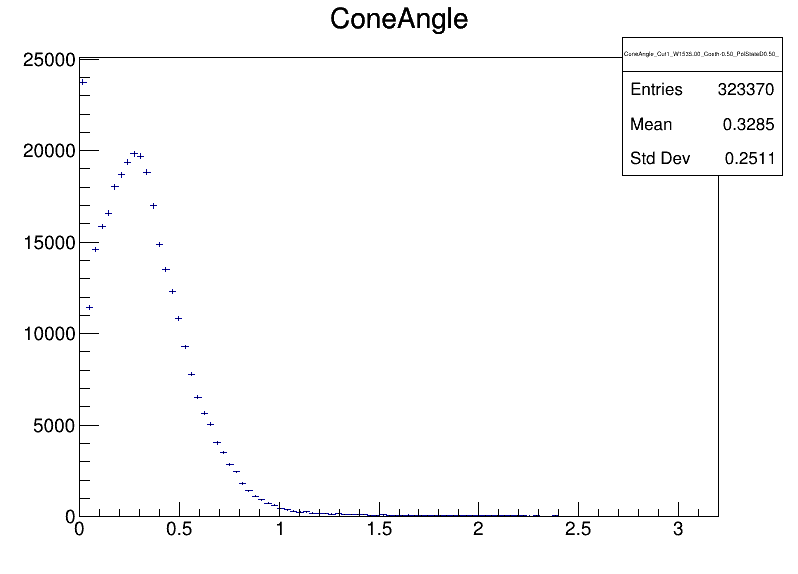 ConeAngle
ConeAngle_Cut1_W1535.00_Costh-0.50_PolStateD0.50_
Entries 323370
Mean 0.3285
Std Dev 0.2511
25000
20000
15000
10000
5000
0
0 0.5 1 1.5 2 2.5 3